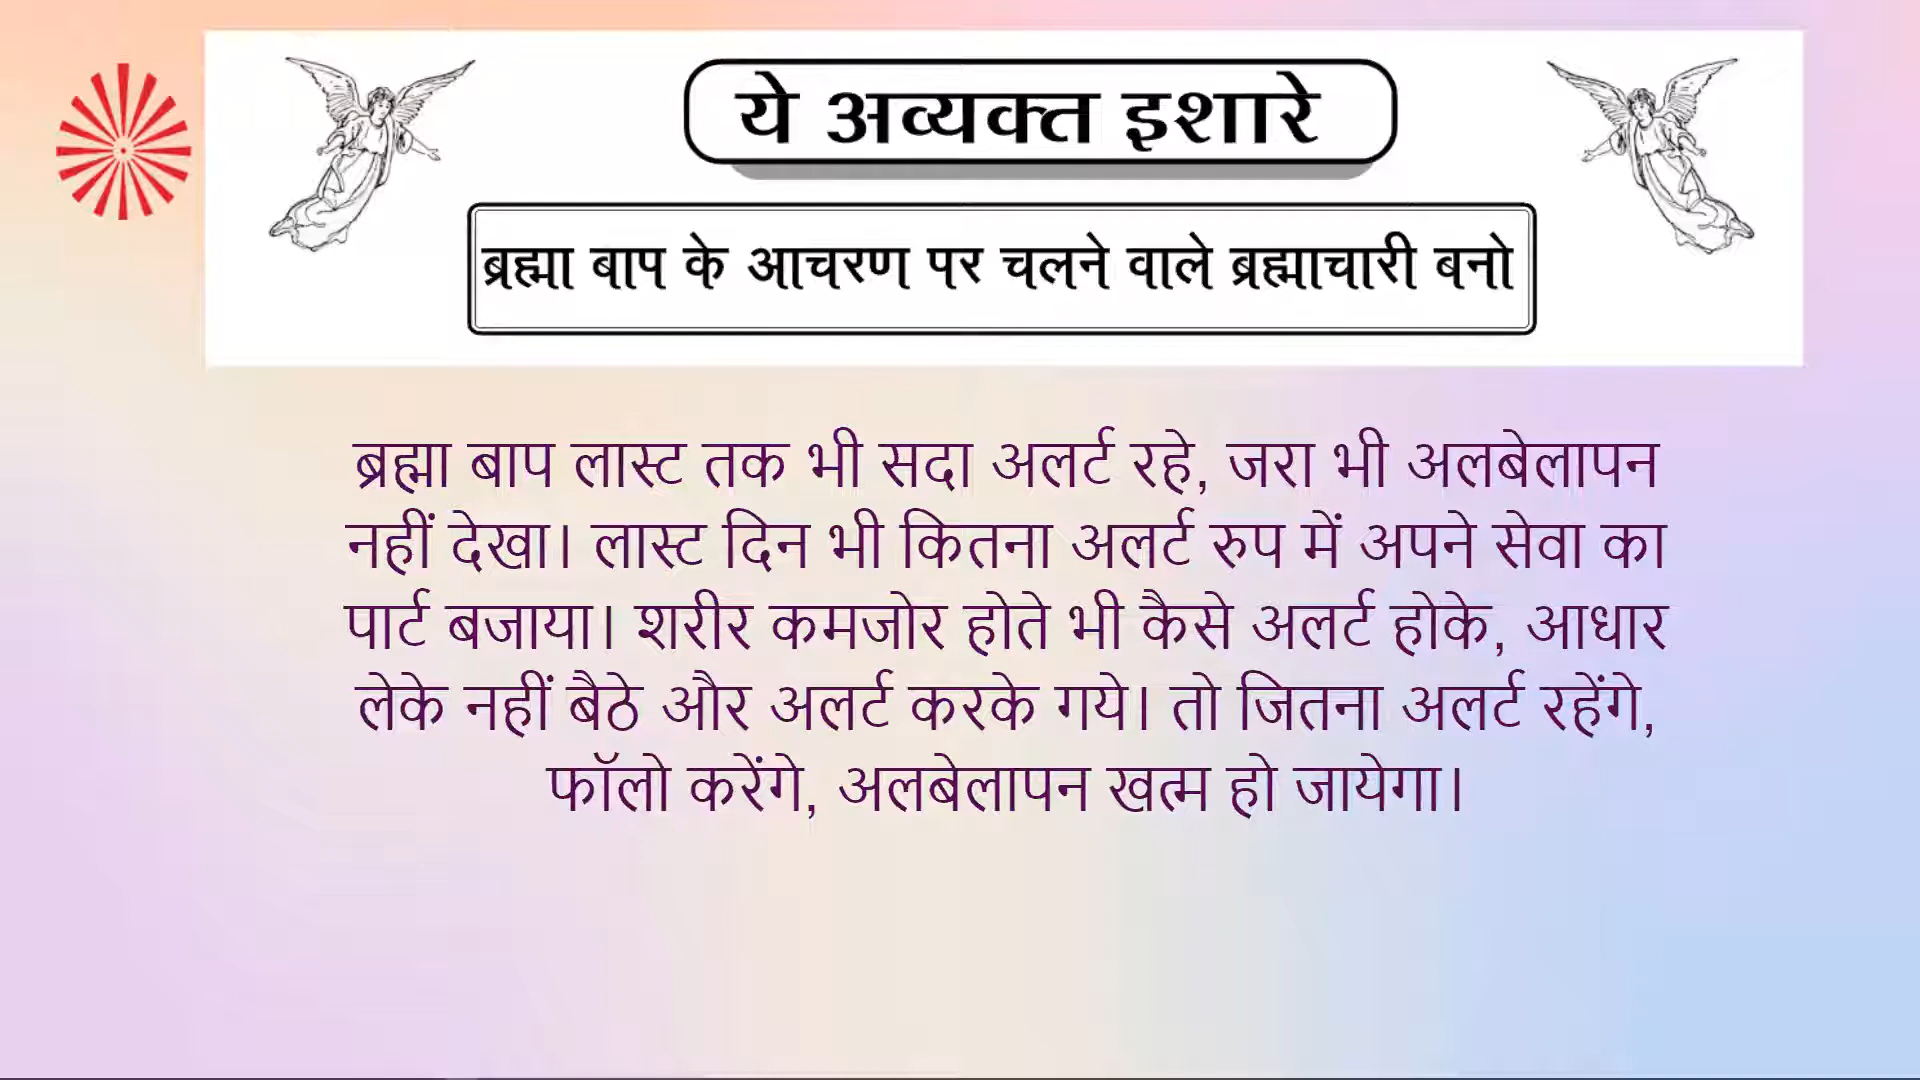 ये अव्यक्त इशारे
ब्रह्मा बाप के आचरण पर चलने वाले ब्रह्माचारी बनो
ब्रह्मा बाप लास्ट तक भी सदा अलर्ट रहे, जरा भी अलबेलापन
नहीं देखा। लास्ट दिन भी कितना अलर्ट रुप में अपने सेवा का
पार्ट बजाया। शरीर कमजोर होते भी कैसे अलर्ट होके, आधार
लेके नहीं बैठे और अलर्ट करके गये। तो जितना अलर्ट रहेंगे,
फॉलो करेंगे, अलबेलापन खत्म हो जायेगा।